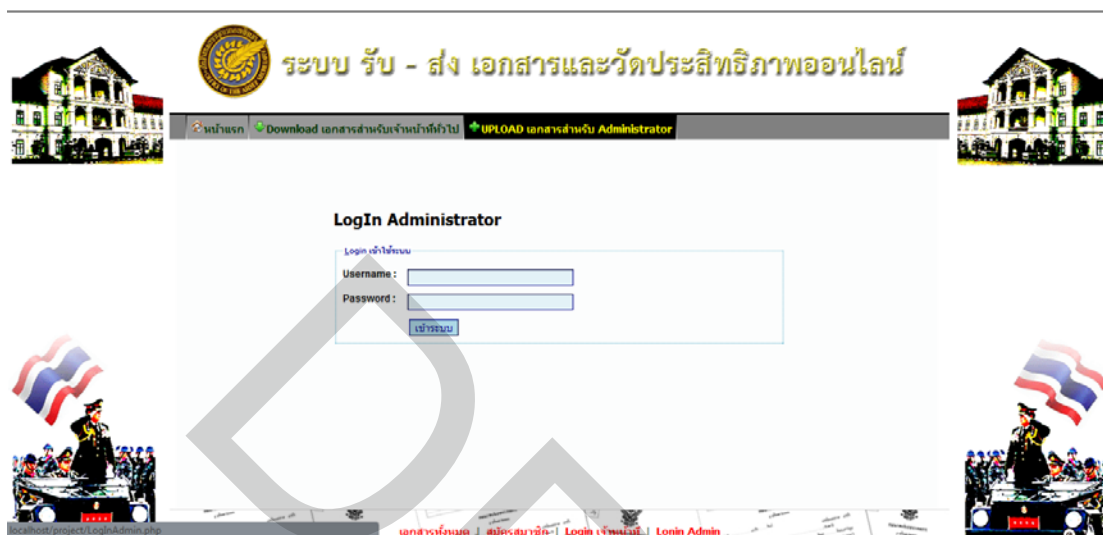 ระบบ รับ - ส่ง เอกสารและวัดประสิทธิภาพออนไลน์
หน้าแรก Download เอกสารสำหรับเจ้าหน้าที่ทั่วไป UPLOAD เอกสารสำหรับ Administrator
LogIn Administrator
Login เข้าใช้ระบบ
Username :
Password :
เข้าระบบ
เอกสารทั้งหมด | สมัครสมาชิก | Login เจ้าหน้าที่ | Lonin Admin
localhost/project/LogInAdmin.php